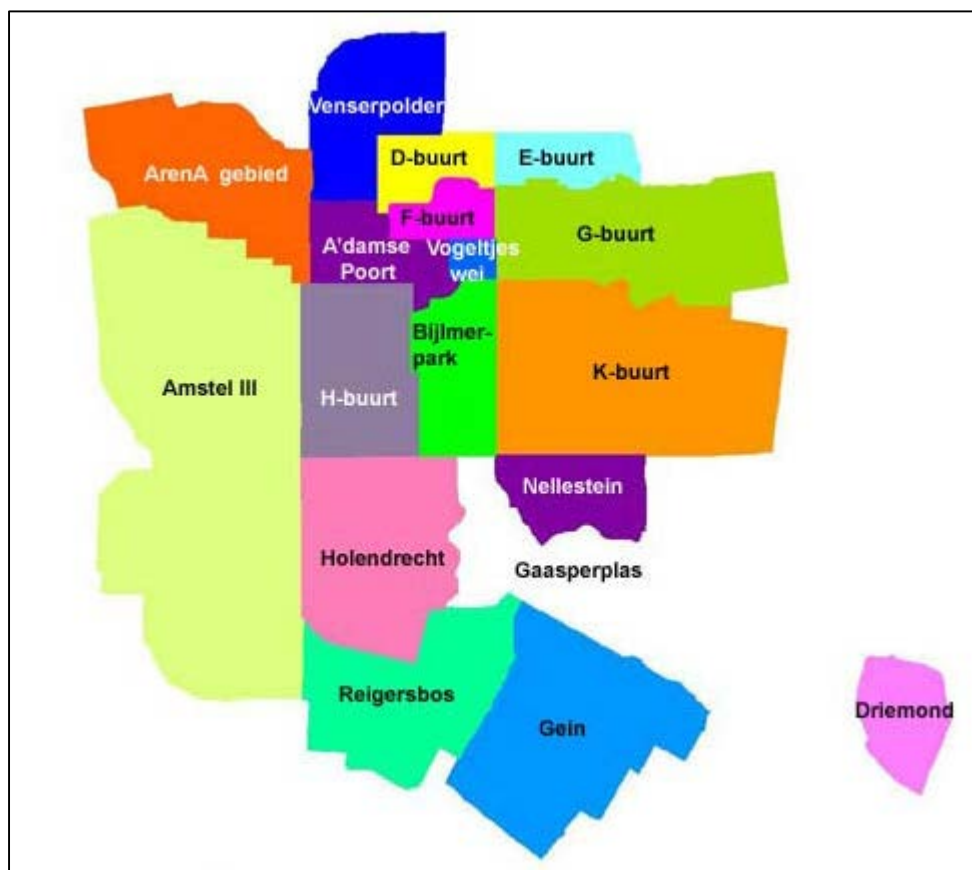 Venserpolder
D-buurt
E-buurt
ArenA gebied
F-buurt
G-buurt
A'damse
Poort
Vogeltjes
wei
Bijlmer-
park
K-buurt
Amstel III
H-buurt
Nellestein
Holendrecht
Gaasperplas
Reigersbos
Gein
Driemond